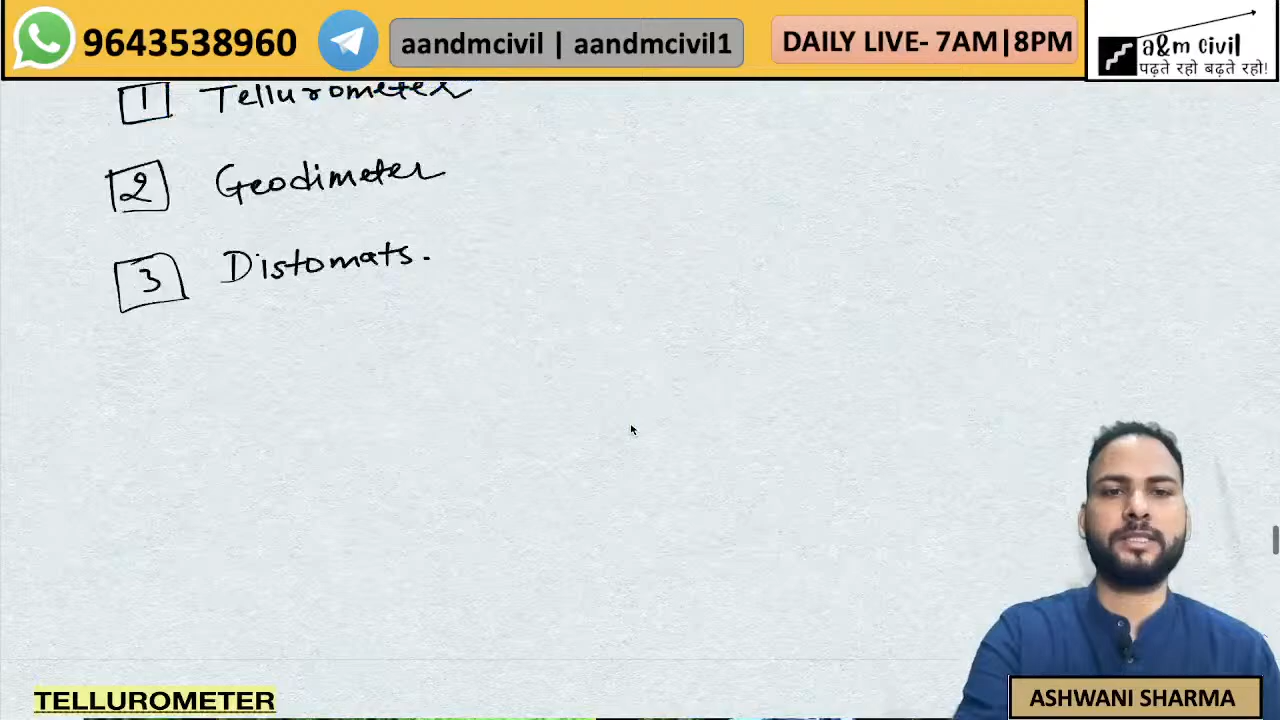 9643538960
aandmcivil | aandmcivil1
DAILY LIVE- 7AM|8PM
a&m civil
पढ़ते रहो बढ़ते रहो!
1 Tellurometer
2 Geodimeter
3 Distomats.
TELLUROMETER
ASHWANI SHARMA